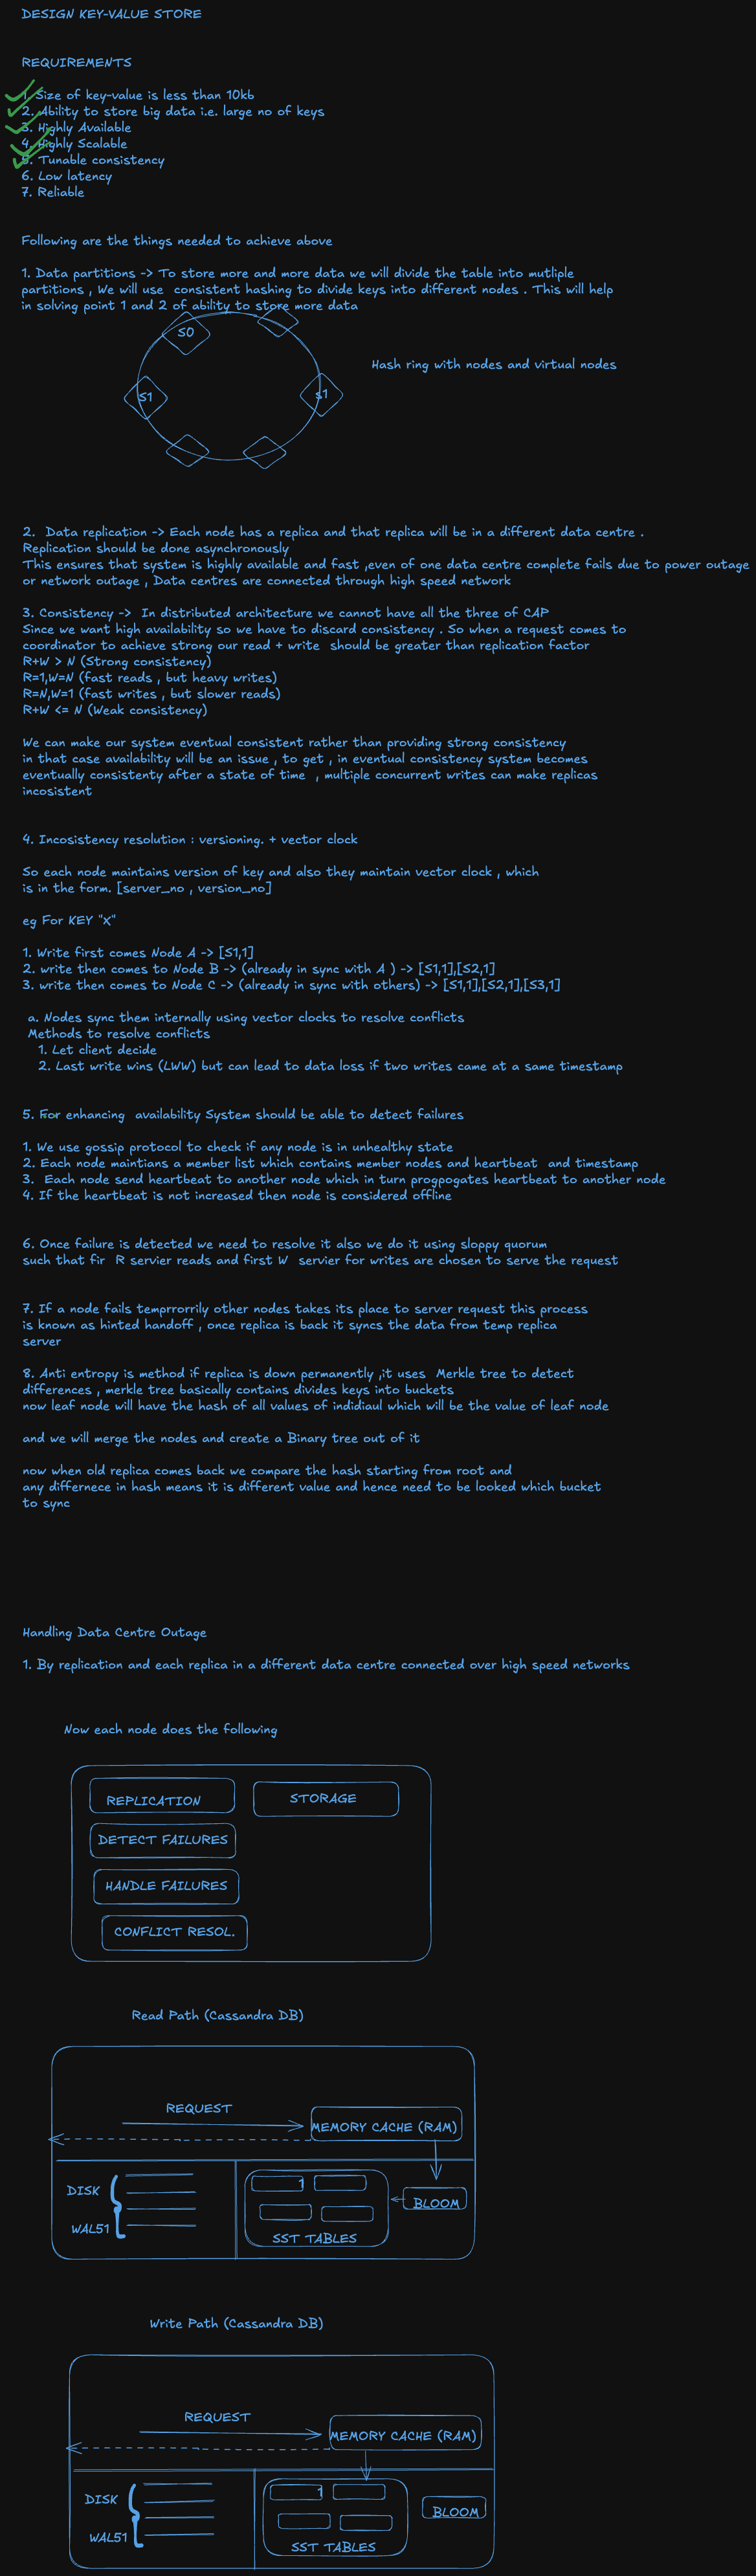 DESIGN KEY-VALUE STORE
REQUIREMENTS
1. Size of key-value is less than 10kb
2. Ability to store big data i.e. large no of keys
3. Highly Available
4. Highly Scalable
5. Tunable consistency
6. Low latency
7. Reliable
Following are the things needed to achieve above
1. Data partitions -> To store more and more data we will divide the table into mutliple
partitions , We will use  consistent hashing to divide keys into different nodes . This will help
in solving point 1 and 2 of ability to store more data
S0
Hash ring with nodes and virtual nodes
S1
s1
2.  Data replication -> Each node has a replica and that replica will be in a different data centre .
Replication should be done asynchronously
This ensures that system is highly available and fast ,even of one data centre complete fails due to power outage
or network outage , Data centres are connected through high speed network
3. Consistency ->  In distributed architecture we cannot have all the three of CAP
Since we want high availability so we have to discard consistency . So when a request comes to
coordinator to achieve strong our read + write  should be greater than replication factor
R+W > N (Strong consistency)
R=1,W=N (fast reads , but heavy writes)
R=N,W=1 (fast writes , but slower reads)
R+W <= N (Weak consistency)
We can make our system eventual consistent rather than providing strong consistency
in that case availability will be an issue , to get , in eventual consistency system becomes
eventually consistenty after a state of time  , multiple concurrent writes can make replicas
incosistent
4. Incosistency resolution : versioning. + vector clock
So each node maintains version of key and also they maintain vector clock , which
is in the form. [server_no , version_no]
eg For KEY "X"
1. Write first comes Node A -> [S1,1]
2. write then comes to Node B -> (already in sync with A ) -> [S1,1],[S2,1]
3. write then comes to Node C -> (already in sync with others) -> [S1,1],[S2,1],[S3,1]
a. Nodes sync them internally using vector clocks to resolve conflicts
Methods to resolve conflicts
1. Let client decide
2. Last write wins (LWW) but can lead to data loss if two writes came at a same timestamp
5. For enhancing  availability System should be able to detect failures
1. We use gossip protocol to check if any node is in unhealthy state
2. Each node maintians a member list which contains member nodes and heartbeat  and timestamp
3.  Each node send heartbeat to another node which in turn progpogates heartbeat to another node
4. If the heartbeat is not increased then node is considered offline
6. Once failure is detected we need to resolve it also we do it using sloppy quorum
such that fir  R servier reads and first W  servier for writes are chosen to serve the request
7. If a node fails temprrorrily other nodes takes its place to server request this process
is known as hinted handoff , once replica is back it syncs the data from temp replica
server
8. Anti entropy is method if replica is down permanently ,it uses  Merkle tree to detect
differences , merkle tree basically contains divides keys into buckets
now leaf node will have the hash of all values of indidiaul which will be the value of leaf node
and we will merge the nodes and create a Binary tree out of it
now when old replica comes back we compare the hash starting from root and
any differnece in hash means it is different value and hence need to be looked which bucket
to sync
Handling Data Centre Outage
1. By replication and each replica in a different data centre connected over high speed networks
Now each node does the following
REPLICATION
STORAGE
DETECT FAILURES
HANDLE FAILURES
CONFLICT RESOL.
Read Path (Cassandra DB)
REQUEST
MEMORY CACHE (RAM)
1
DISK
BLOOM
WAL51
SST TABLES
Write Path (Cassandra DB)
REQUEST
MEMORY CACHE (RAM)
1
DISK
BLOOM
WAL51
SST TABLES